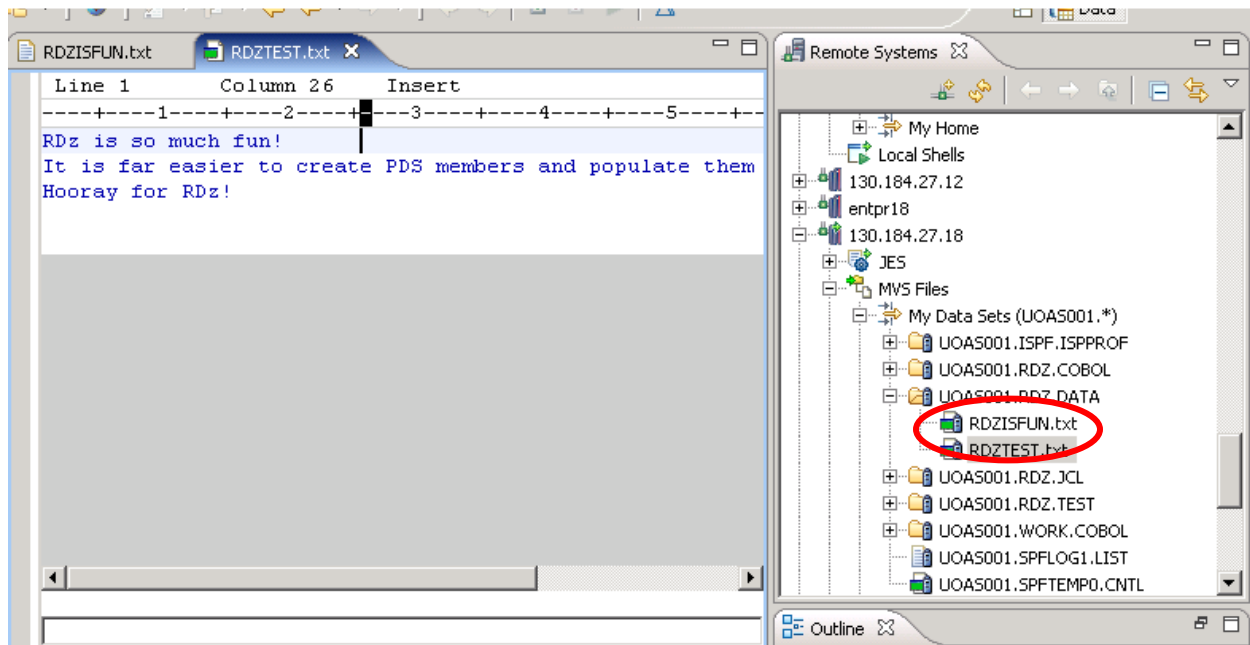 Data
RDZISFUN.txt RDZTEST.txt
Line 1 Column 26 Insert
----+----1----+----2----+----3----+----4----+----5----+--
RDz is so much fun!
It is far easier to create PDS members and populate them
Hooray for RDz!
Remote Systems
My Home
Local Shells
130.184.27.12
entpr18
130.184.27.18
JES
MVS Files
My Data Sets (UOAS001.*)
UOAS001.ISPF.ISPPROF
UOAS001.RDZ.COBOL
UOAS001.RDZ.DATA
RDZISFUN.txt
RDZTEST.txt
UOAS001.RDZ.JCL
UOAS001.RDZ.TEST
UOAS001.WORK.COBOL
UOAS001.SPFLOG1.LIST
UOAS001.SPFTEMP0.CNTL
Outline